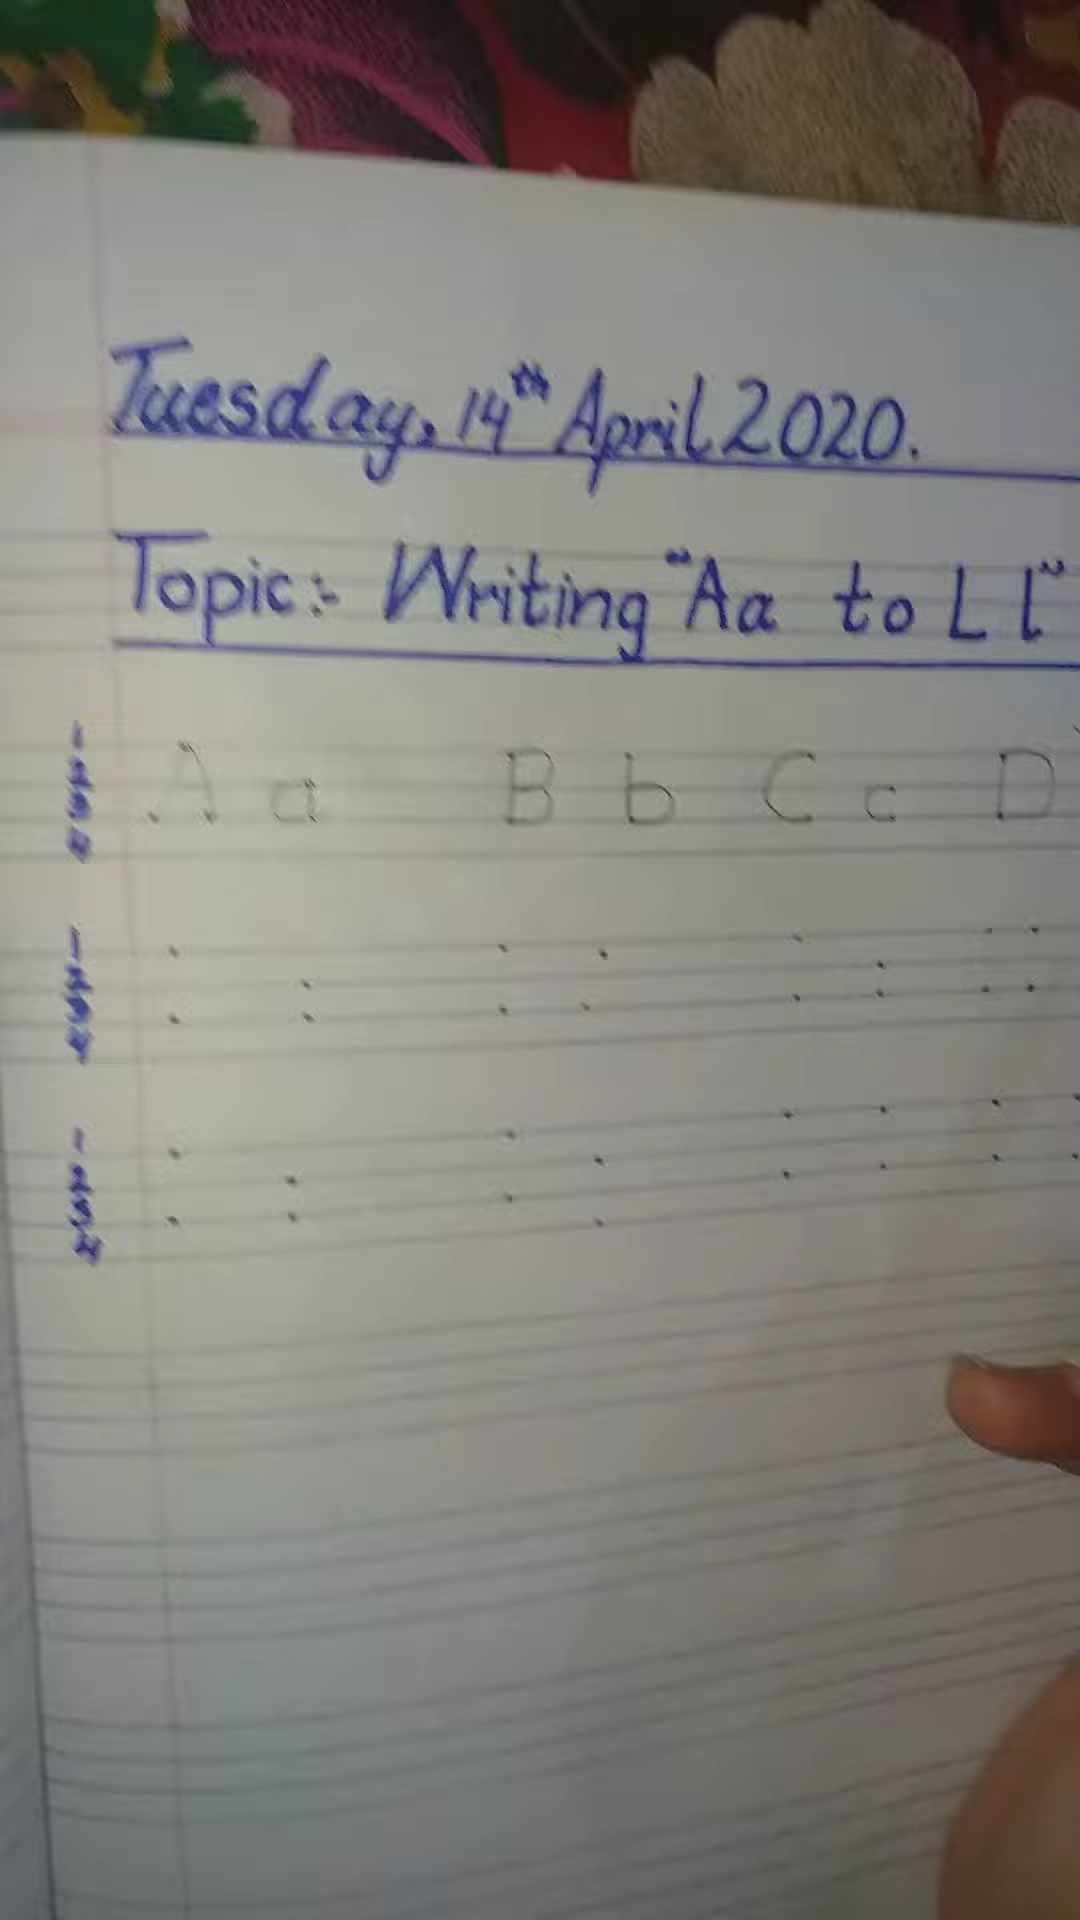 Tuesday, 14th April 2020.
Topic:- Writing "Aa to Ll"
A a B b C c D